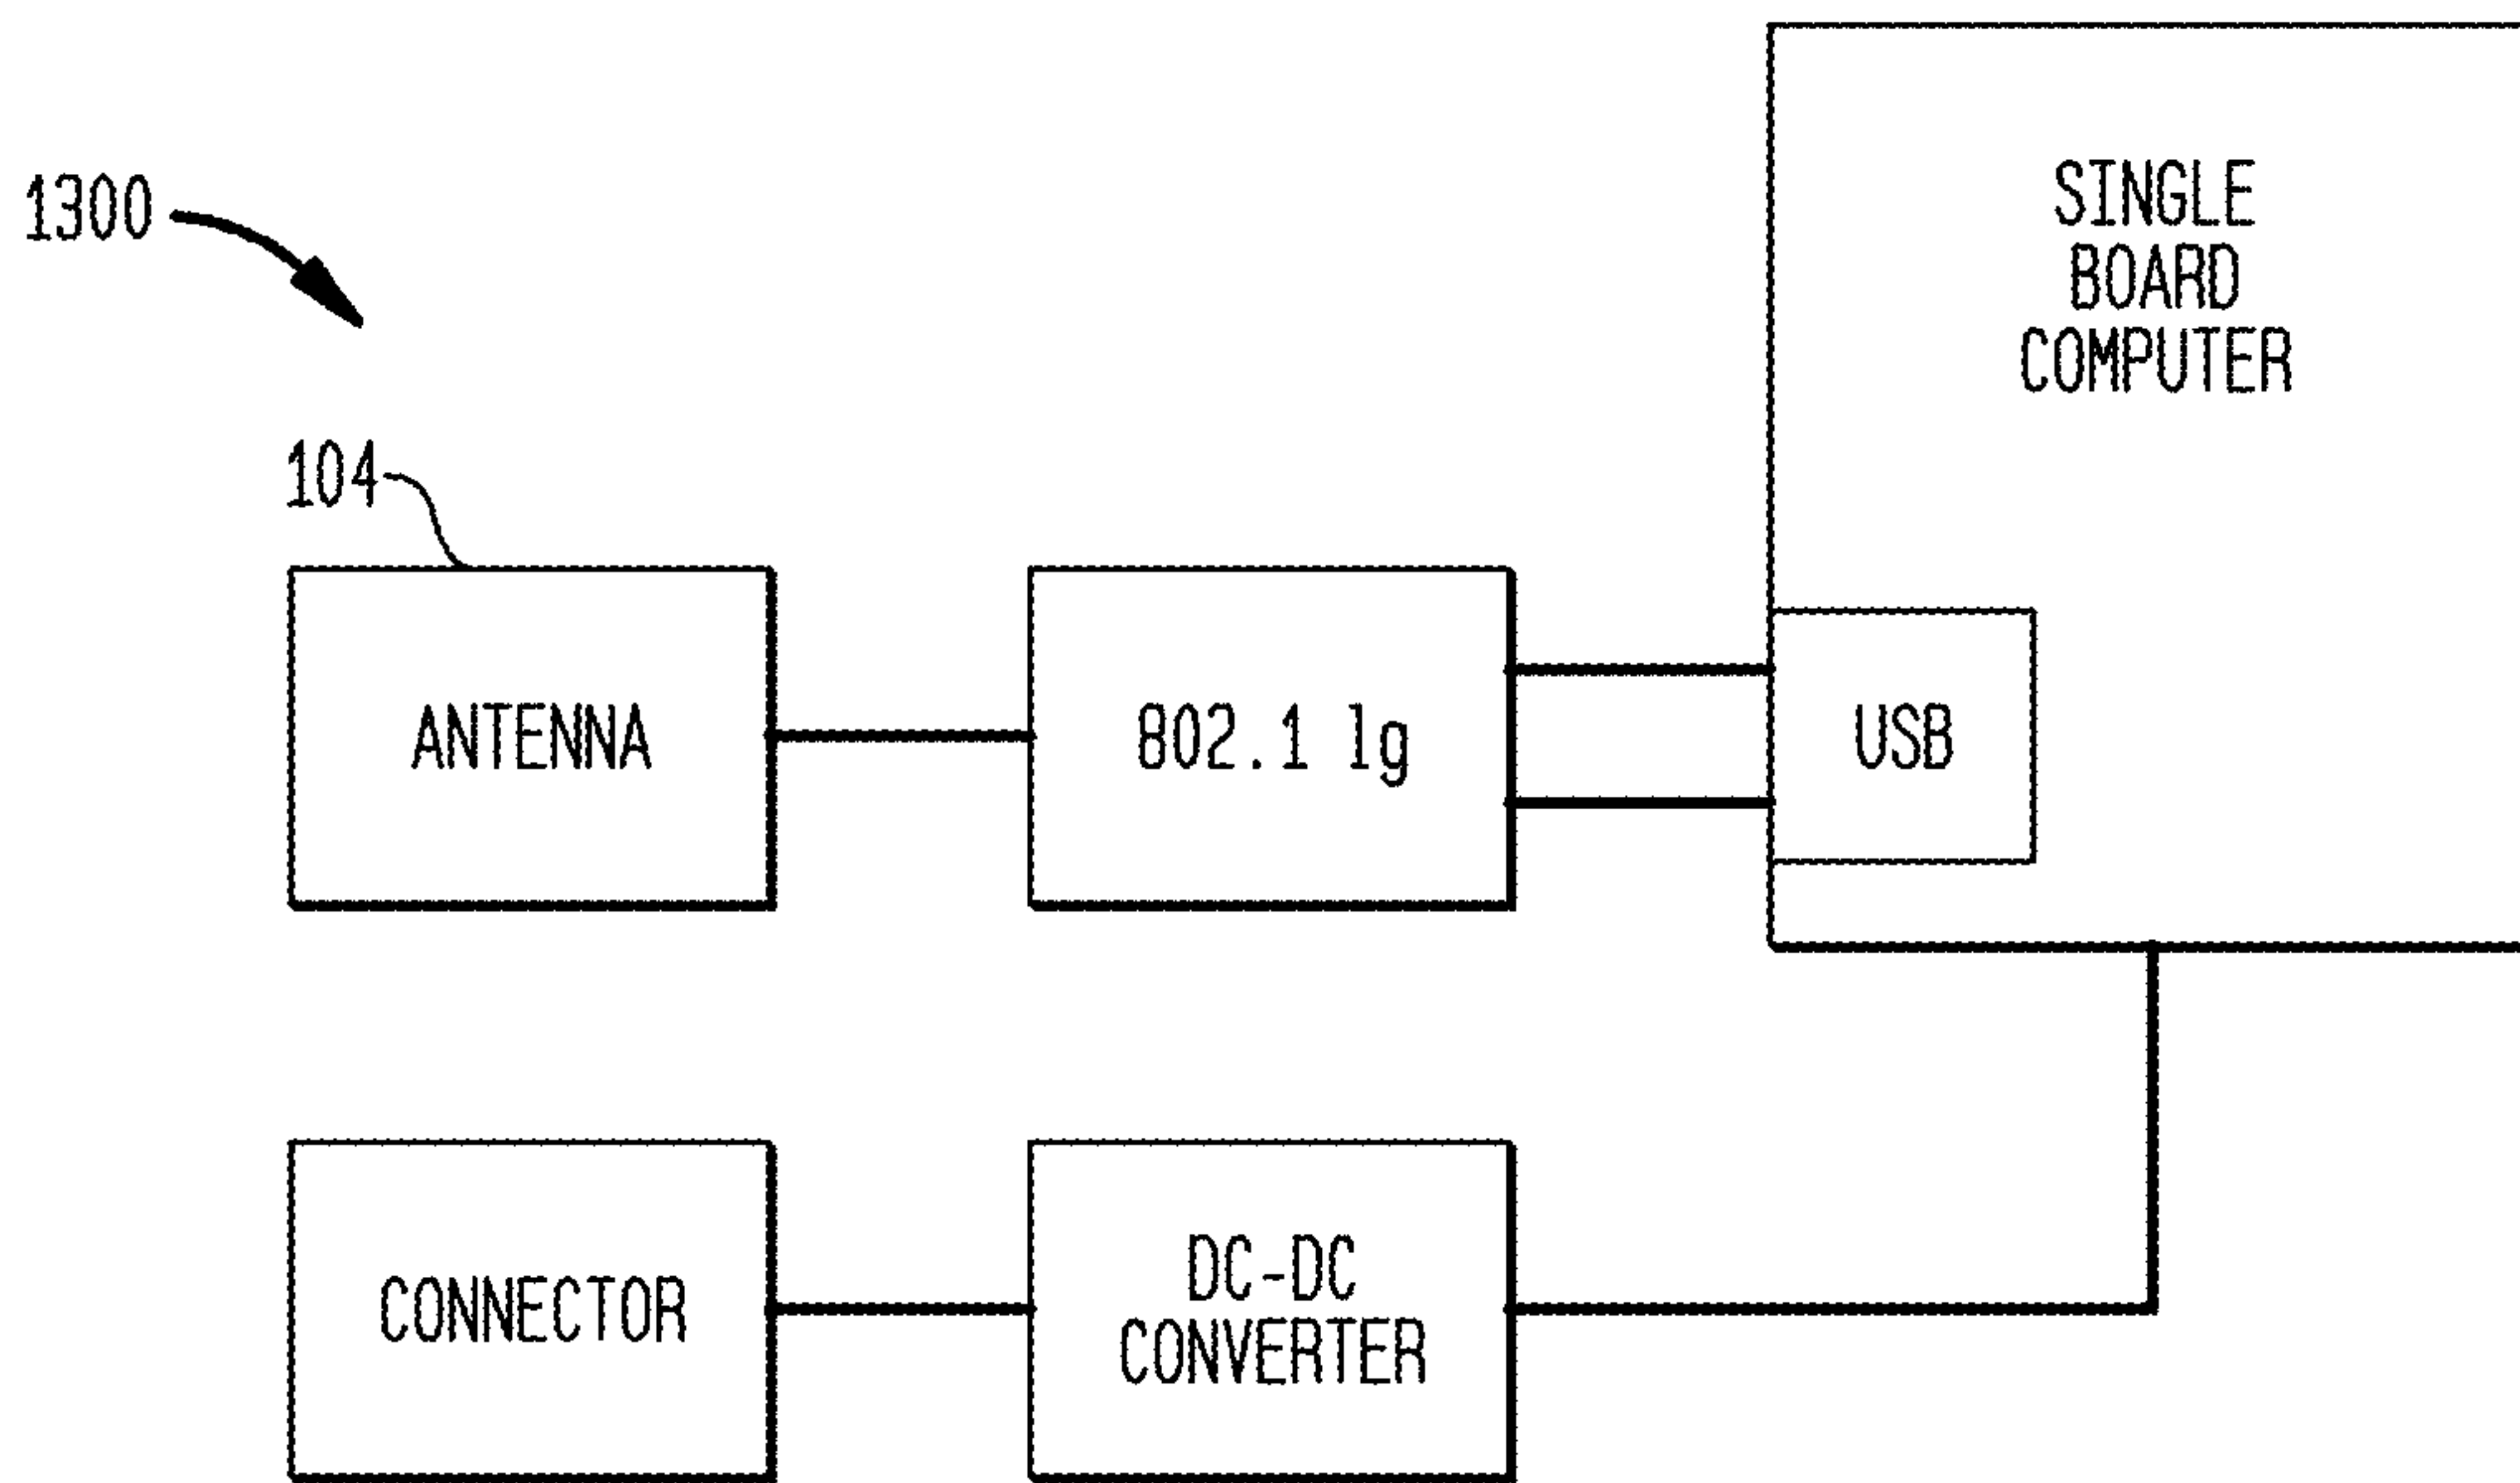 1300
SINGLE
BOARD
COMPUTER
104
ANTENNA
802.1 1g
USB
CONNECTOR
DC-DC
CONVERTER